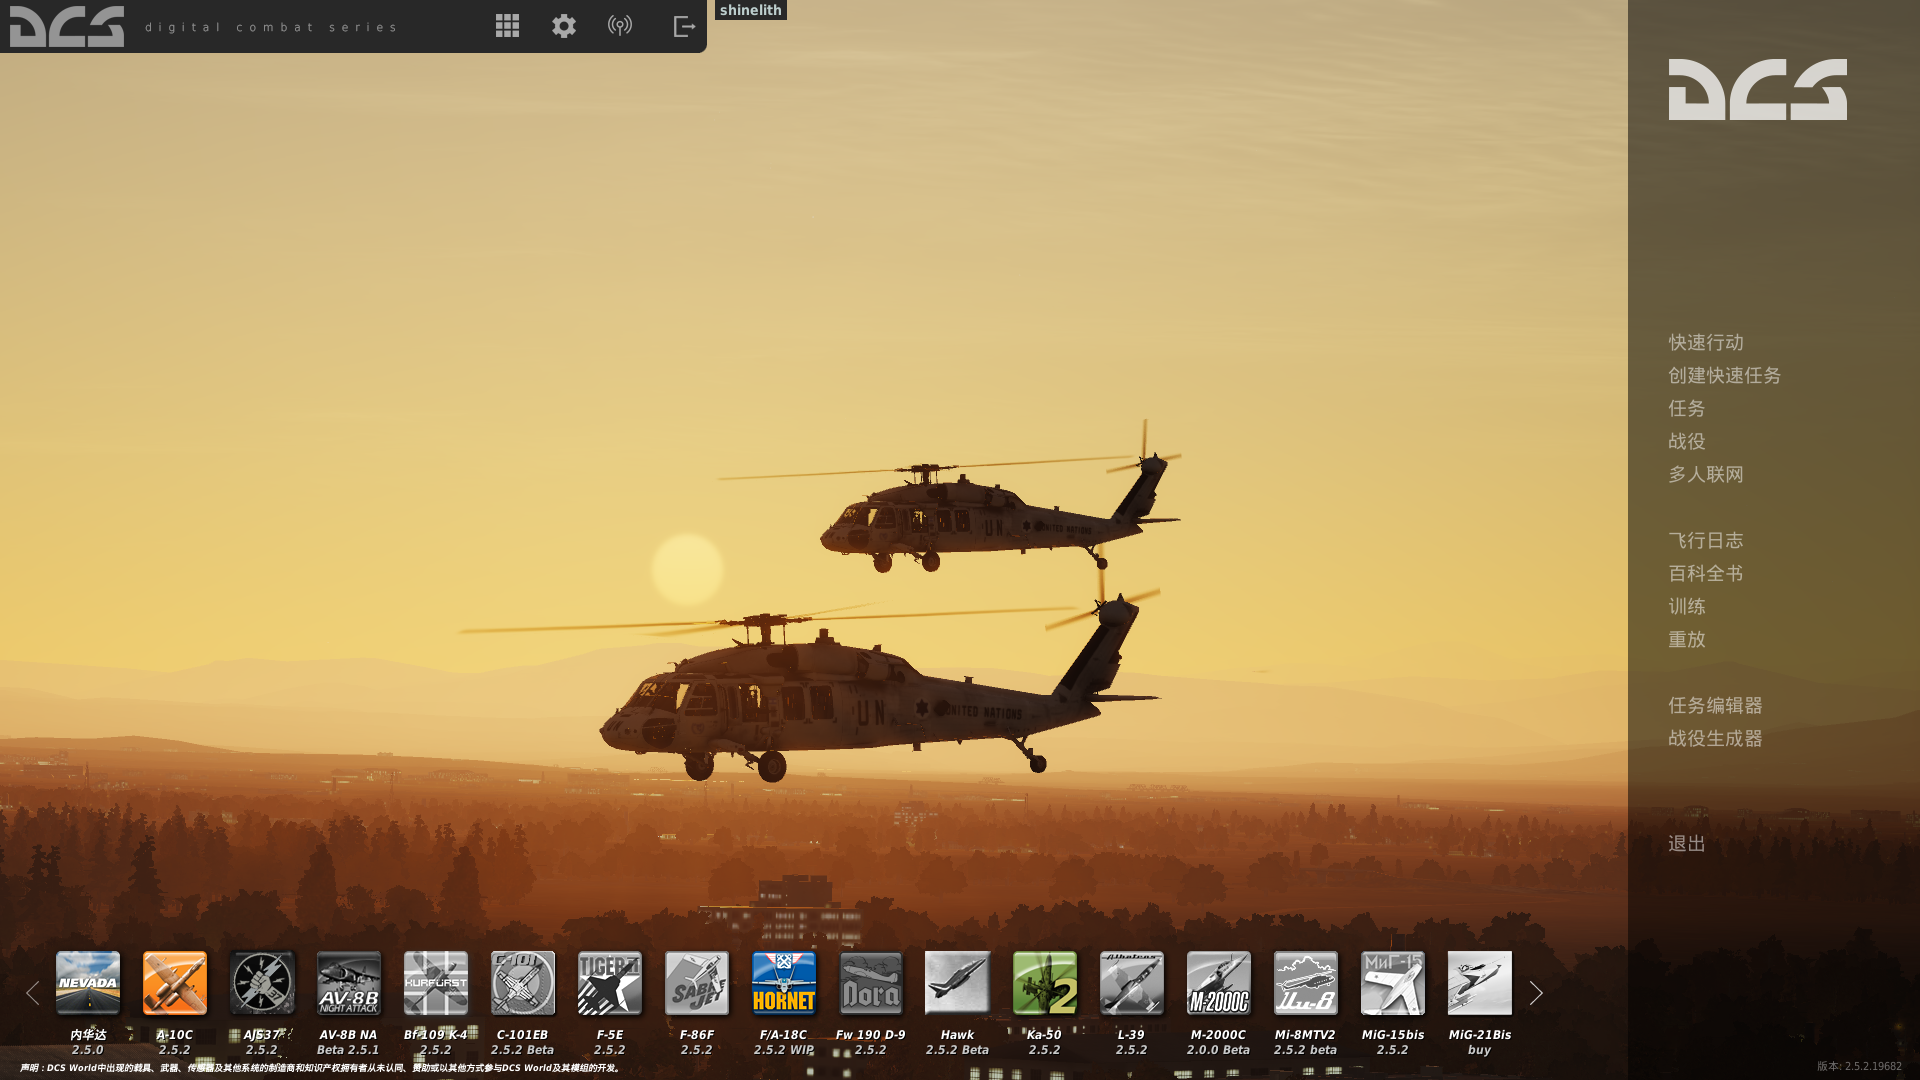 DCS digital combat series
shinelith
DCS
快速行动
创建快速任务
任务
战役
多人联网
飞行日志
百科全书
训练
重放
任务编辑器
战役生成器
退出
UN UNITED NATIONS
UN UNITED NATIONS
NEVADA
AV-8B
NIGHT ATTACK
KURFÜRST
C-101
TIGER II
SABRE JET
HORNET
Dora
2
Albatros
M-2000C
Ми-8
МиГ-15
内华达 A-10C AJS37 AV-8B NA Bf 109 K-4 C-101EB F-5E F-86F F/A-18C Fw 190 D-9 Hawk Ka-50 L-39 M-2000C Mi-8MTV2 MiG-15bis MiG-21Bis
2.5.0 2.5.2 2.5.2 Beta 2.5.1 2.5.2 2.5.2 Beta 2.5.2 2.5.2 2.5.2 WIP 2.5.2 2.5.2 Beta 2.5.2 2.5.2 2.0.0 Beta 2.5.2 beta 2.5.2 buy
声明：DCS World中出现的载具、武器、传感器及其他系统的制造商和知识产权拥有者从未认同、赞助或以其他方式参与DCS World及其模组的开发。
版本: 2.5.2.19682